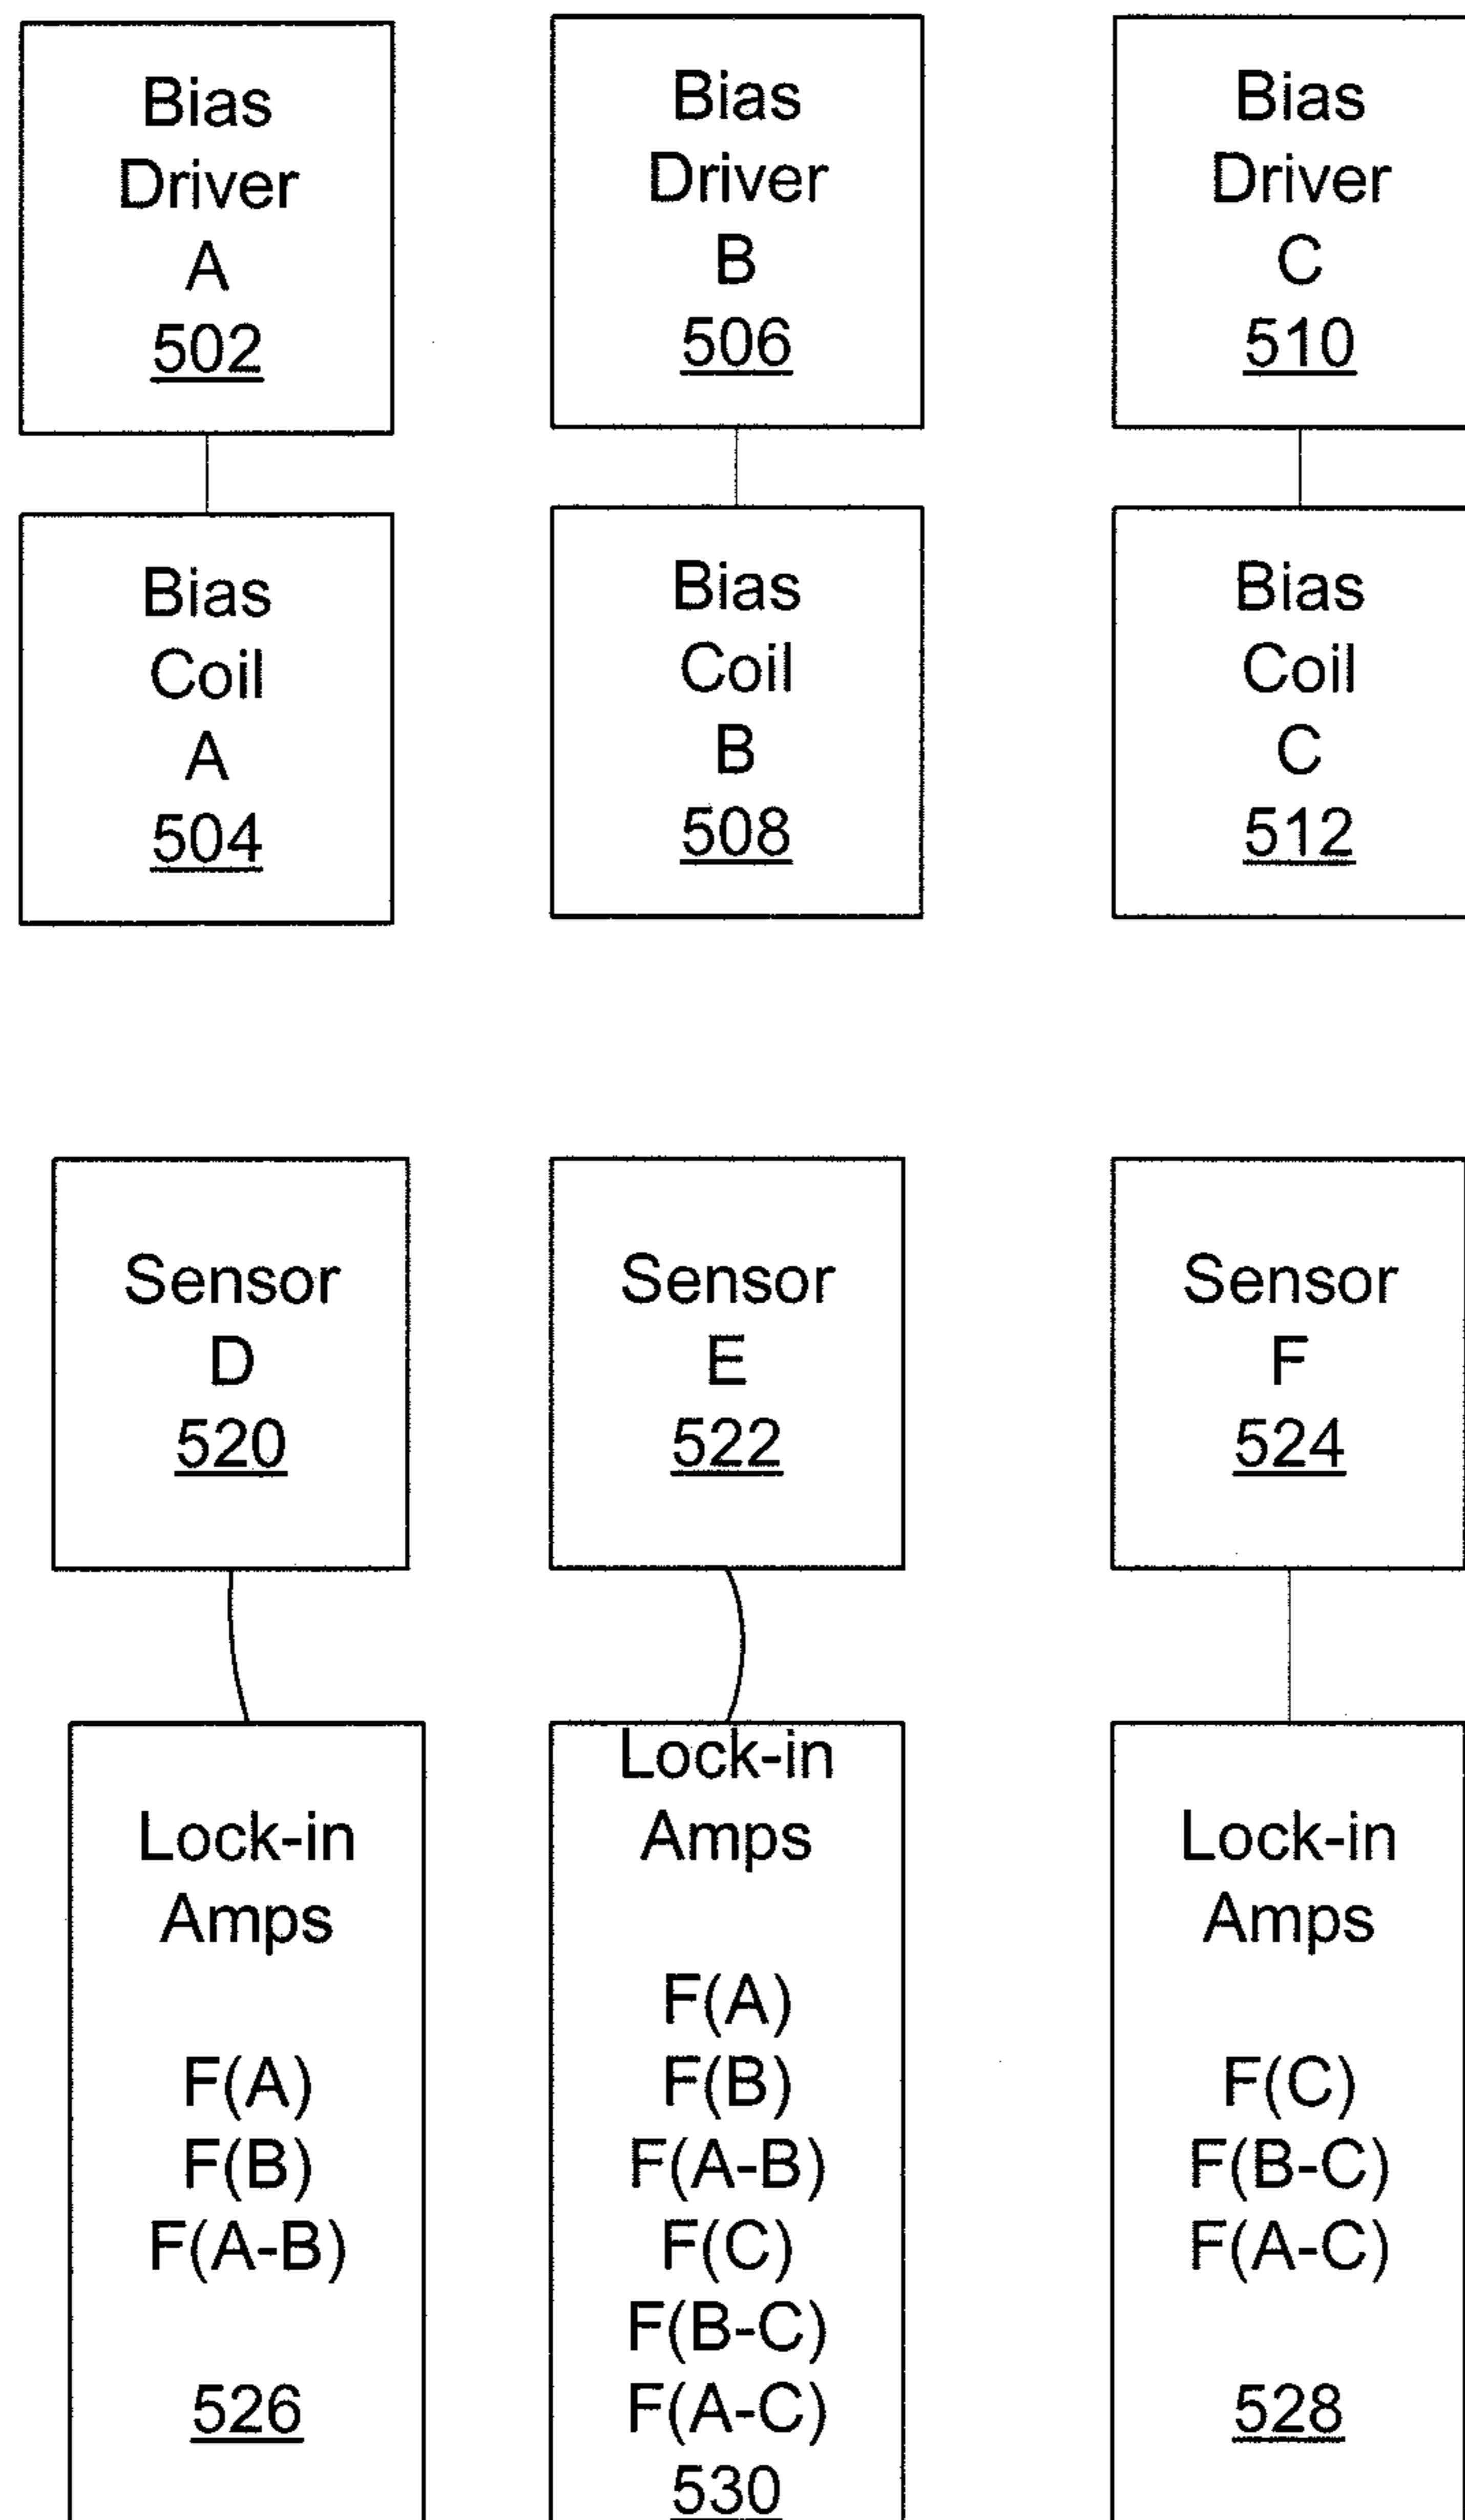 Bias
Driver
A
502
Bias
Driver
B
506
Bias
Driver
C
510
Bias
Coil
A
504
Bias
Coil
B
508
Bias
Coil
C
512
Sensor
D
520
Sensor
E
522
Sensor
F
524
Lock-in
Amps
F(A)
F(B)
F(A-B)
526
Lock-in
Amps
F(A)
F(B)
F(A-B)
F(C)
F(B-C)
F(A-C)
530
Lock-in
Amps
F(C)
F(B-C)
F(A-C)
528